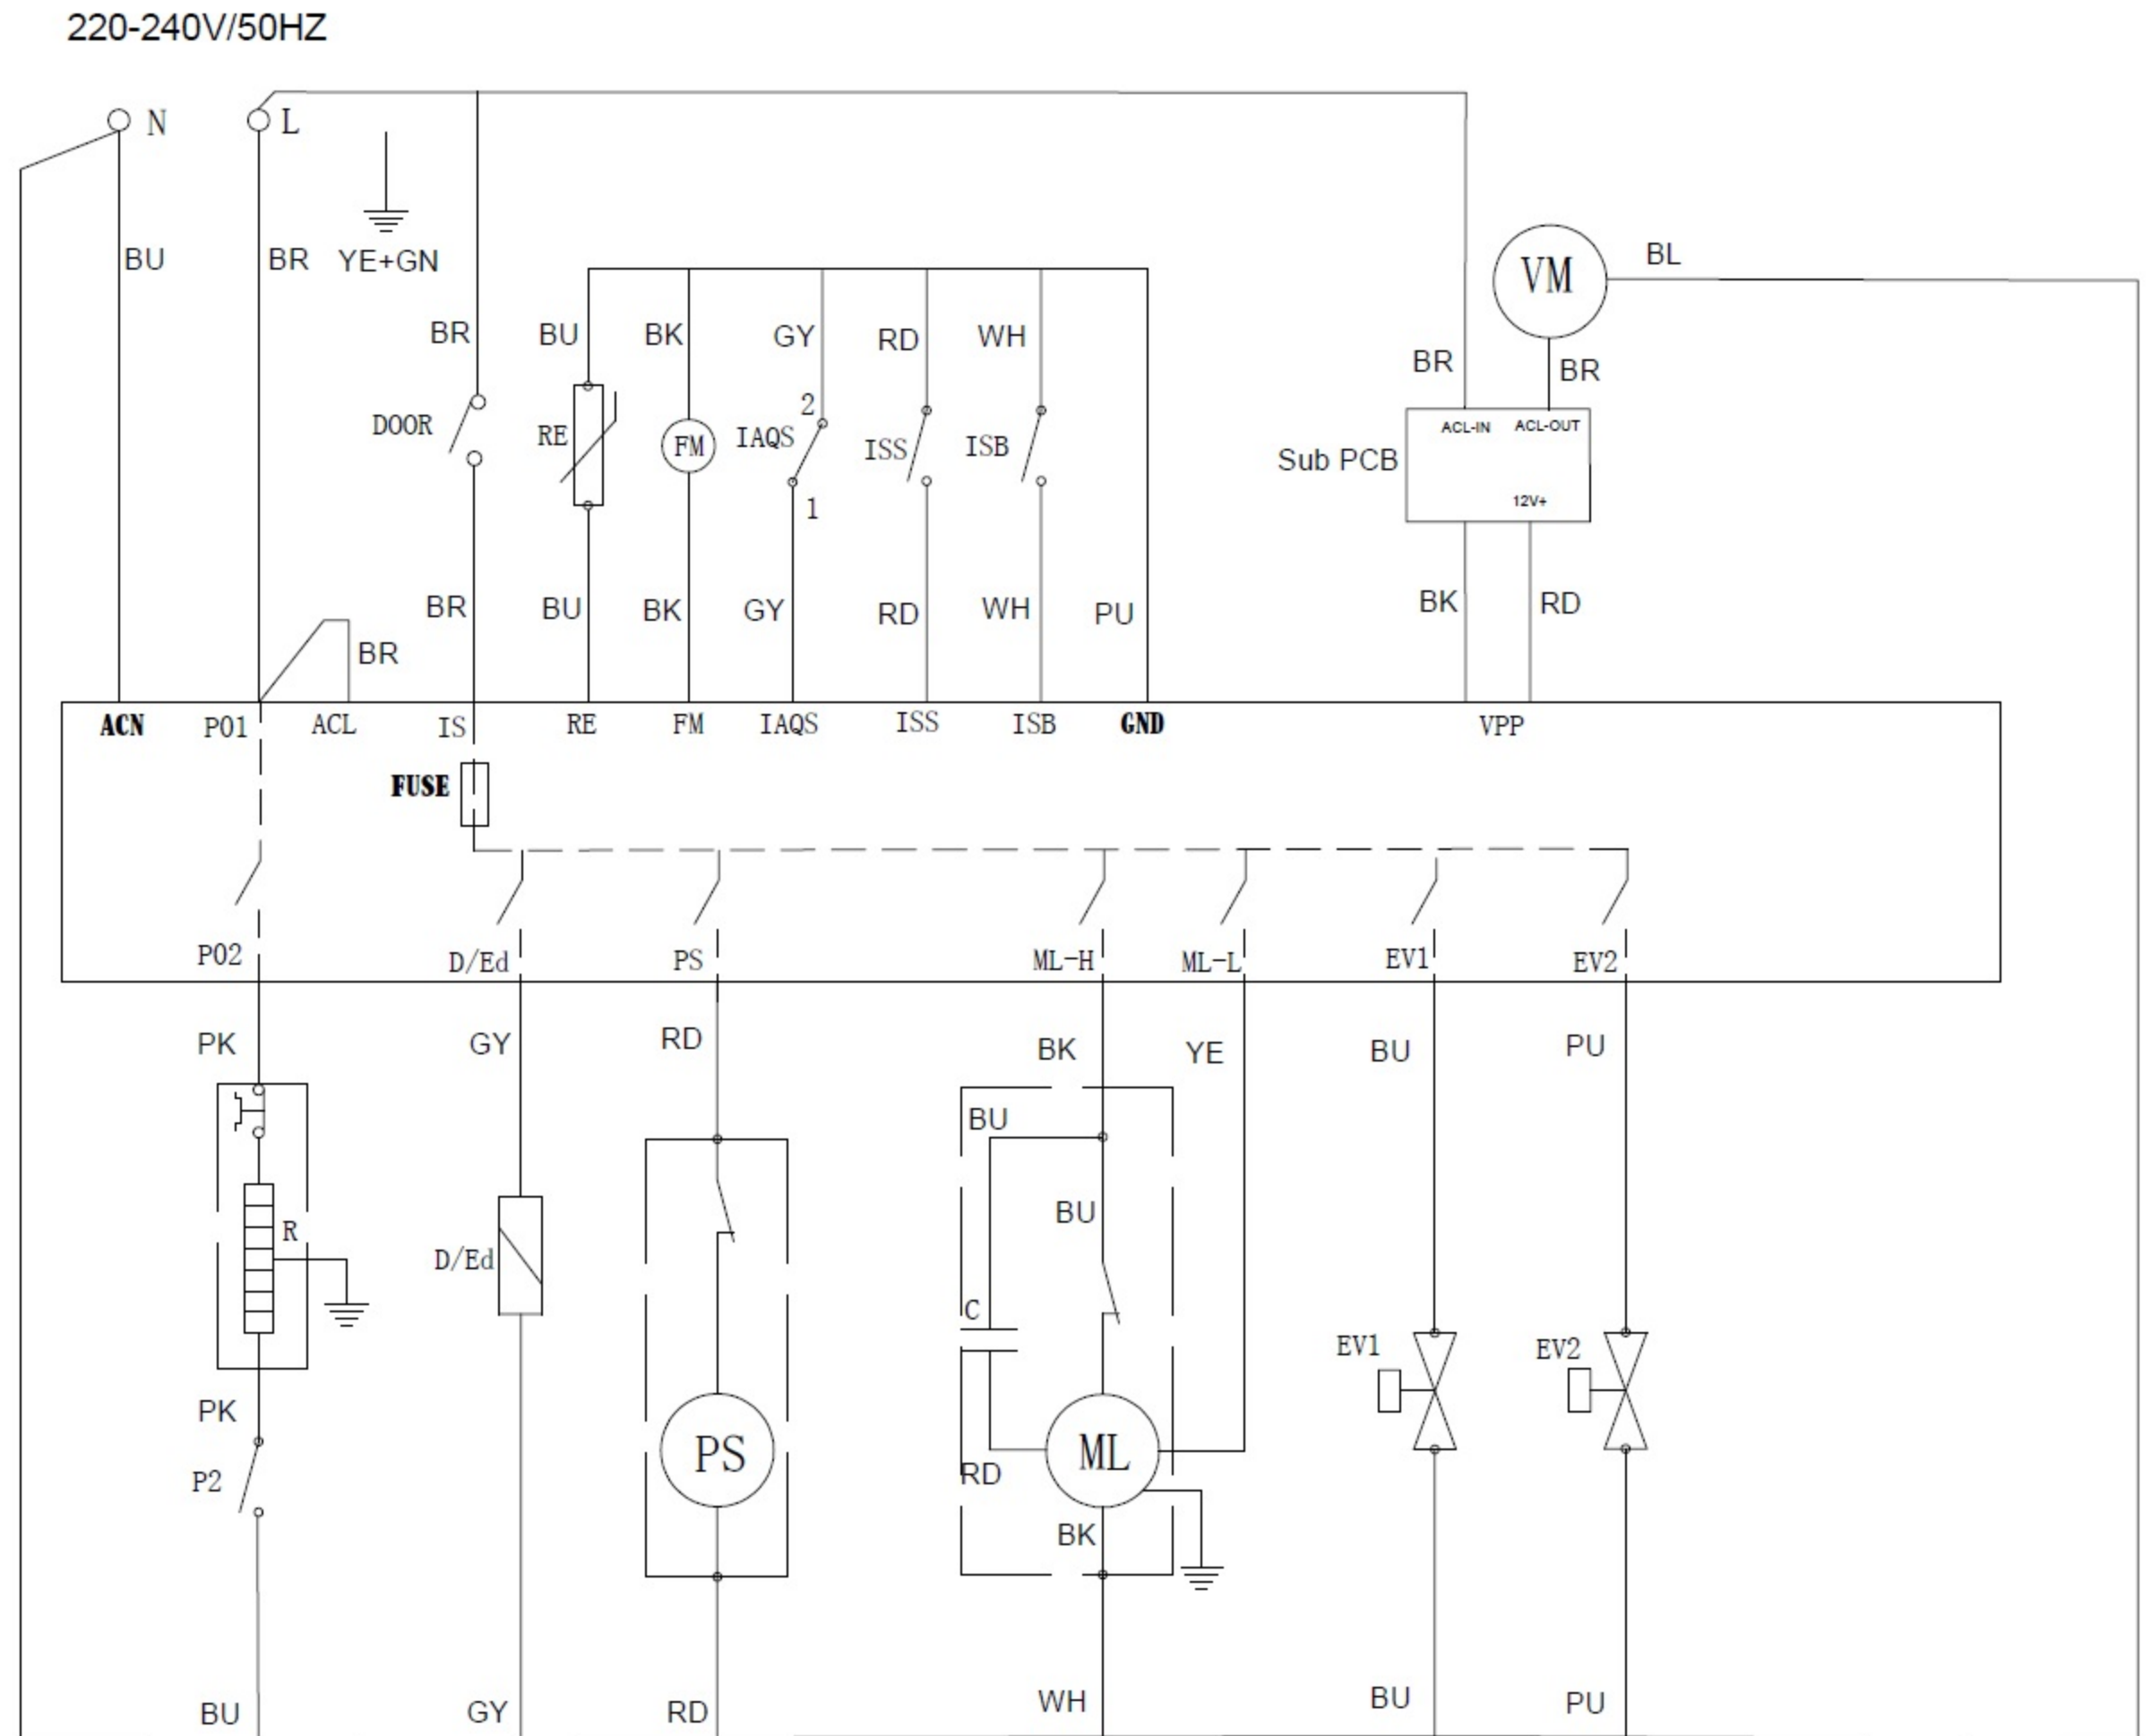 220-240V/50HZ
N
L
BU
BR
YE+GN
VM
BL
BR
BU
BK
GY
RD
WH
BR
BR
DOOR
RE
FM
IAQS
2
1
ISS
ISB
Sub PCB
ACL-IN
ACL-OUT
12V+
BR
BR
BU
BK
GY
RD
WH
PU
BK
RD
ACN
P01
ACL
IS
RE
FM
IAQS
ISS
ISB
GND
VPP
FUSE
P02
D/Ed
PS
ML-H
ML-L
EV1
EV2
PK
GY
RD
BK
YE
BU
PU
BU
BU
R
D/Ed
C
EV1
EV2
PK
P2
PS
ML
RD
BK
BU
GY
RD
WH
BU
PU